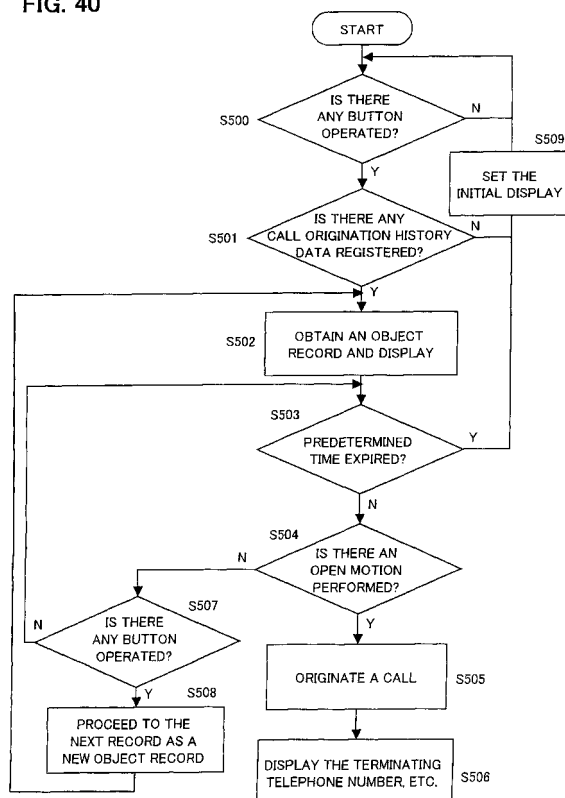 FIG. 40
START
IS THERE
ANY BUTTON
OPERATED?
N
S500
Y
S509
SET THE
INITIAL DISPLAY
IS THERE ANY
CALL ORIGINATION HISTORY
DATA REGISTERED?
N
S501
Y
OBTAIN AN OBJECT
RECORD AND DISPLAY
S502
S503
PREDETERMINED
TIME EXPIRED?
Y
N
S504
N
IS THERE AN
OPEN MOTION
PERFORMED?
Y
S507
N
IS THERE
ANY BUTTON
OPERATED?
Y
ORIGINATE A CALL
S505
S508
PROCEED TO THE
NEXT RECORD AS A
NEW OBJECT RECORD
DISPLAY THE TERMINATING
TELEPHONE NUMBER, ETC.
S506